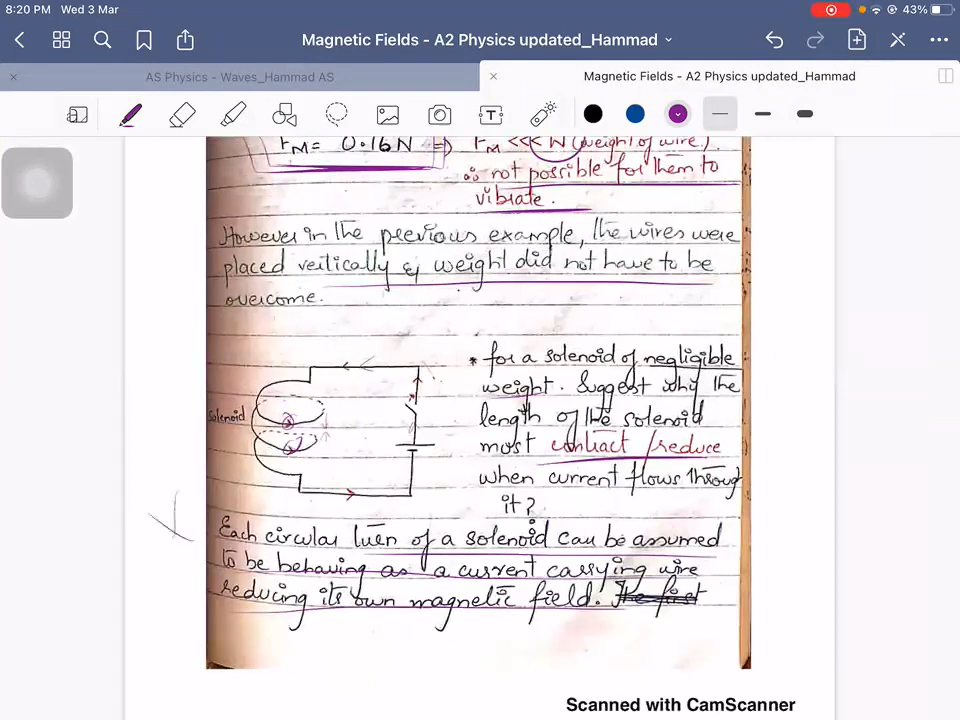 8:20 PM Wed 3 Mar
43%
Magnetic Fields - A2 Physics updated_Hammad
AS Physics - Waves_Hammad AS
Magnetic Fields - A2 Physics updated_Hammad
FM = 0.16N => FM <<< W (weight of wire).
∴ not possible for them to
vibrate.
However in the previous example, the wires were
placed vertically & weight did not have to be
overcome.
* for a solenoid of negligible
weight. Suggest why the
length of the solenoid
most contract/reduce
when current flows through
it?
Solenoid
Each circular turn of a solenoid can be assumed
to be behaving as a current carrying wire
reducing its own magnetic field. The first
Scanned with CamScanner